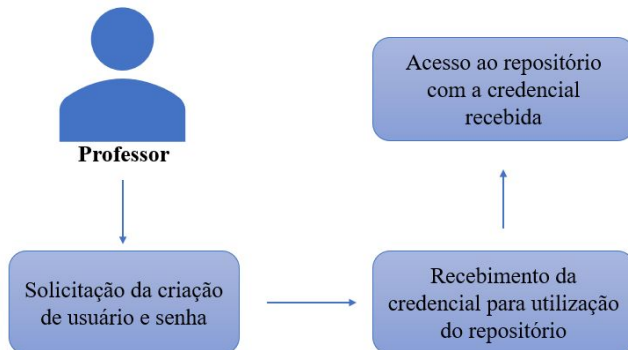 Professor
Solicitação da criação
de usuário e senha
Recebimento da
credencial para utilização
do repositório
Acesso ao repositório
com a credencial
recebida